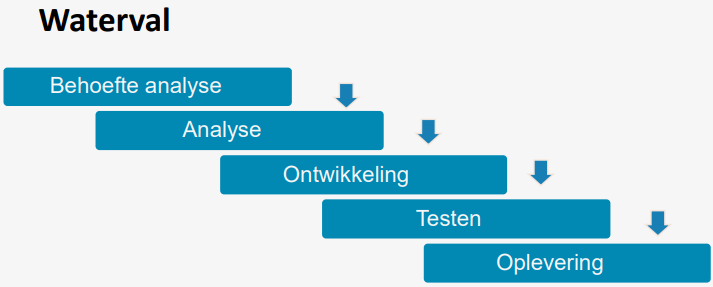 Waterval
Behoefte analyse
Analyse
Ontwikkeling
Testen
Oplevering